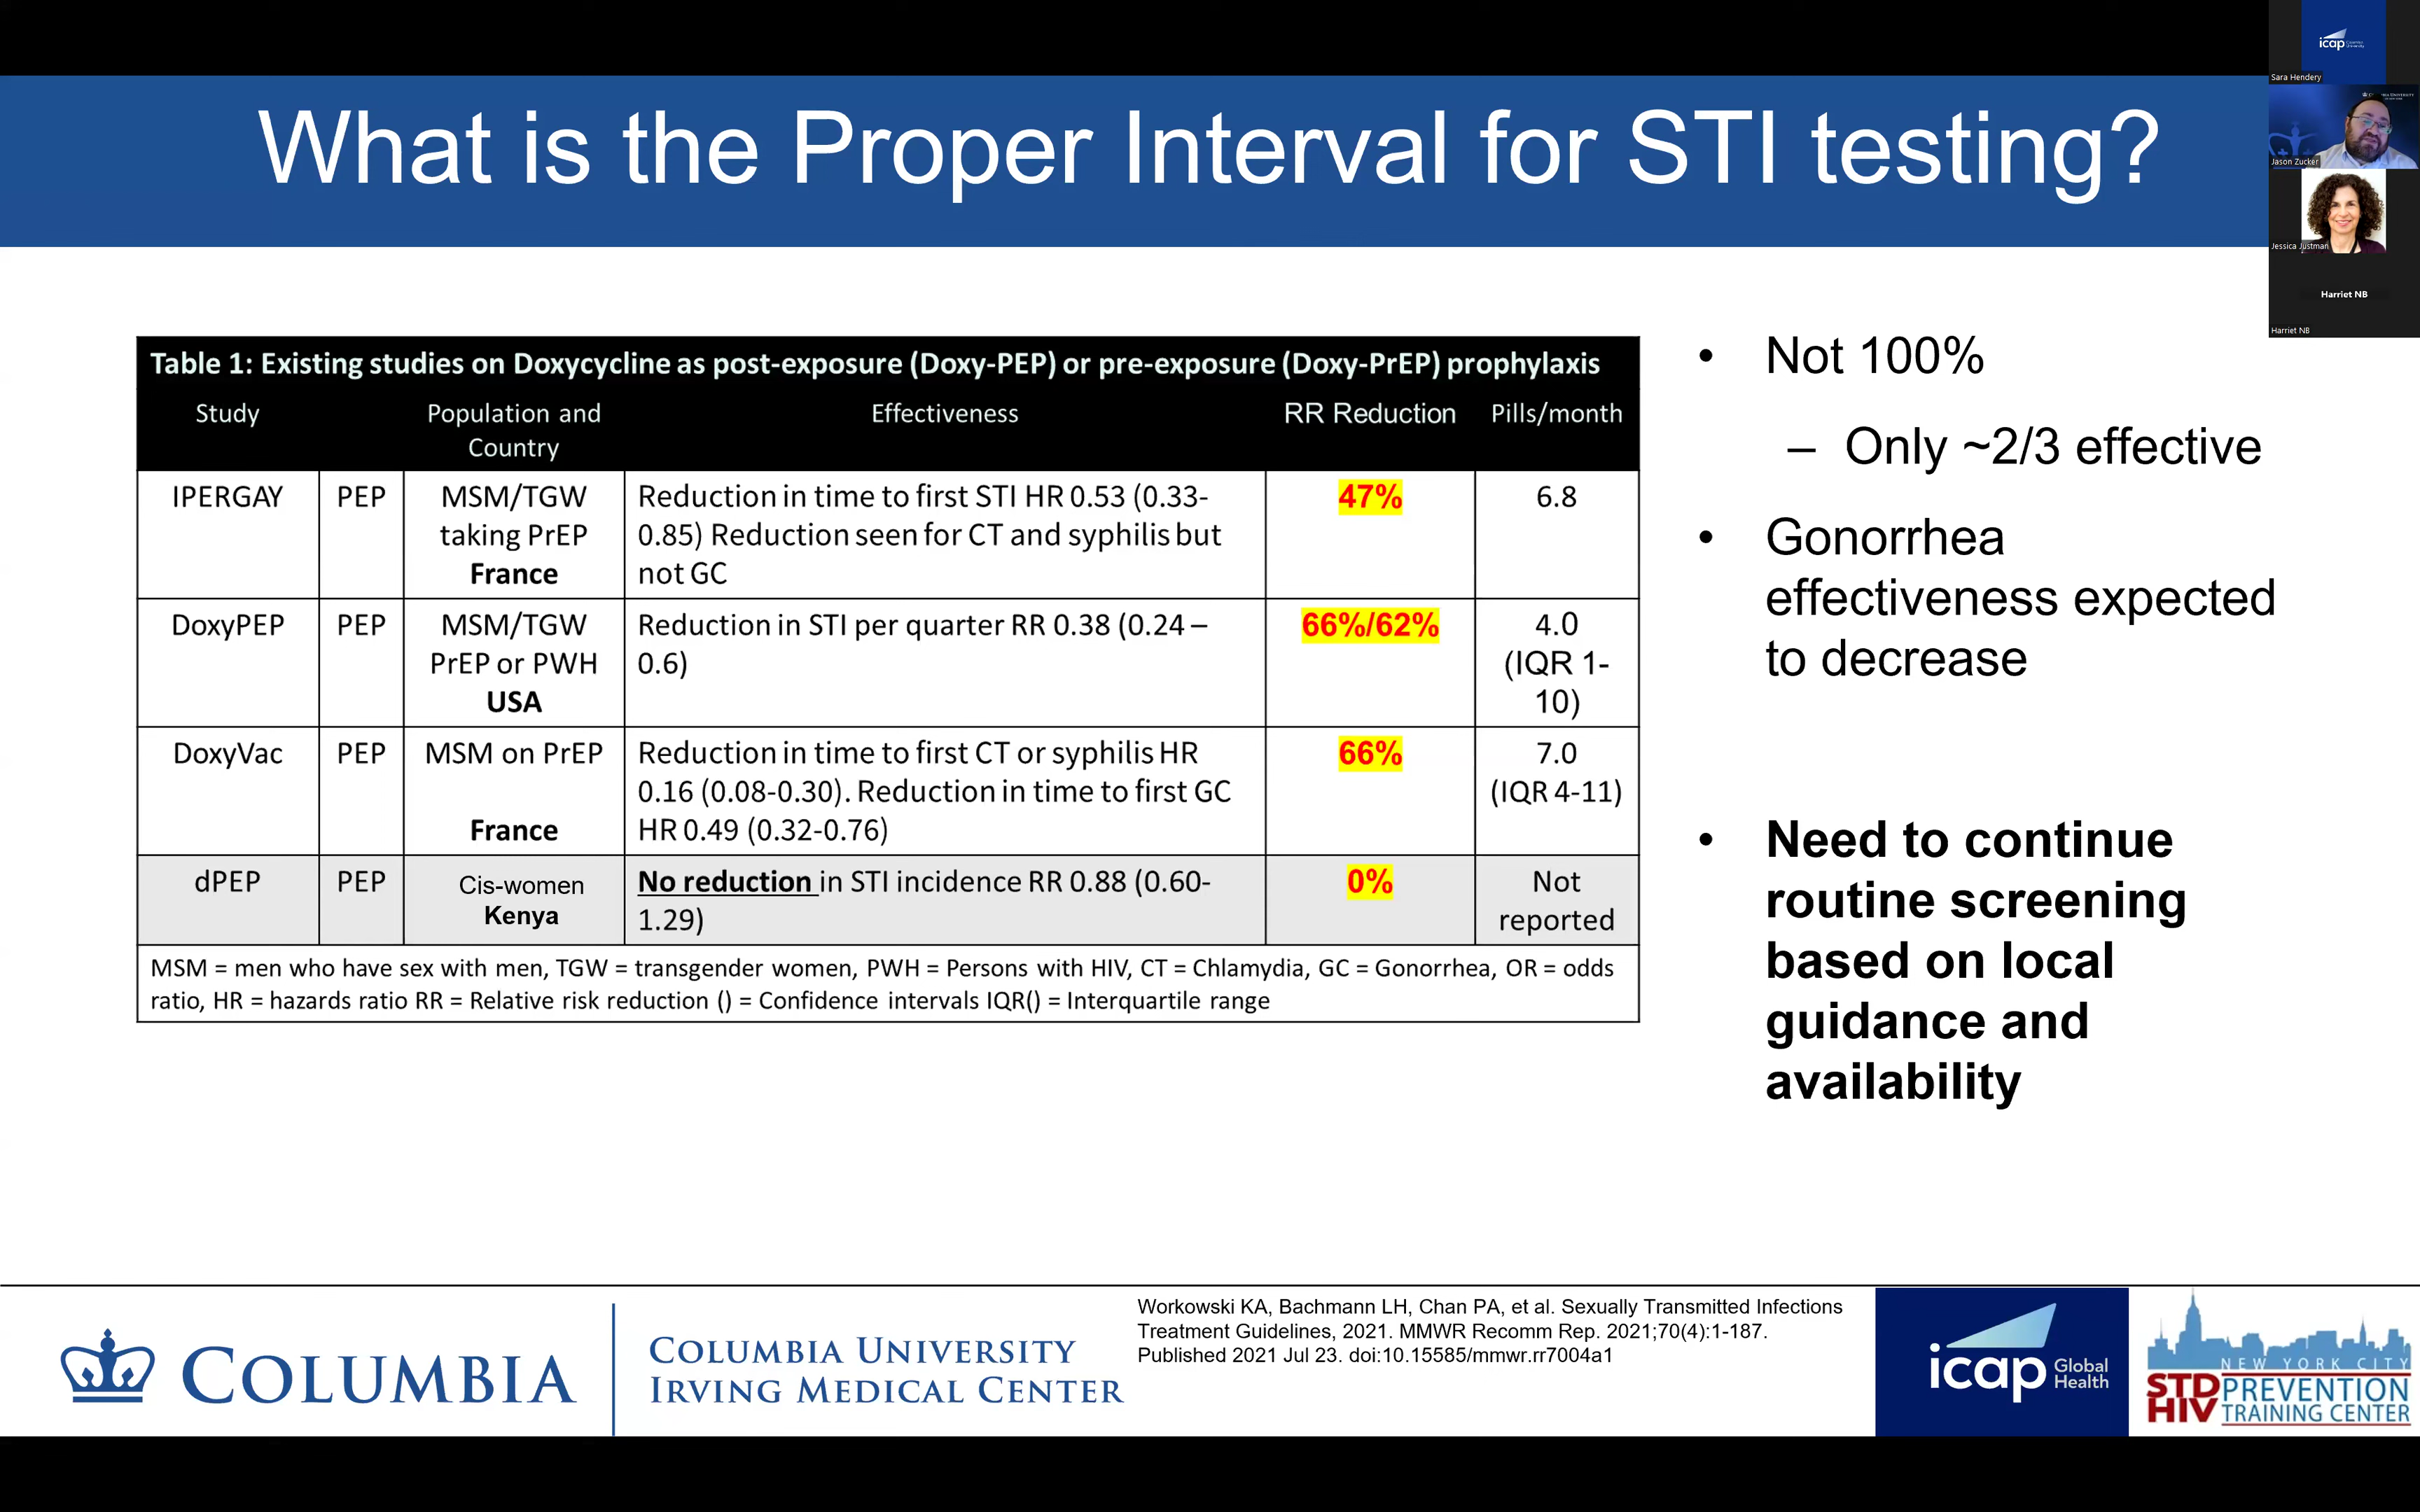 What is the Proper Interval for STI testing?
icap
Sara Hendery
Jason Zucker
Jessica Justman
Harriet NB
Harriet NB
Table 1: Existing studies on Doxycycline as post-exposure (Doxy-PEP) or pre-exposure (Doxy-PrEP) prophylaxis
Study
Population and
Country
Effectiveness
RR Reduction
Pills/month
IPERGAY
PEP
MSM/TGW
taking PrEP
France
Reduction in time to first STI HR 0.53 (0.33-
0.85) Reduction seen for CT and syphilis but
not GC
47%
6.8
DoxyPEP
PEP
MSM/TGW
PrEP or PWH
USA
Reduction in STI per quarter RR 0.38 (0.24 –
0.6)
66%/62%
4.0
(IQR 1-
10)
DoxyVac
PEP
MSM on PrEP
France
Reduction in time to first CT or syphilis HR
0.16 (0.08-0.30). Reduction in time to first GC
HR 0.49 (0.32-0.76)
66%
7.0
(IQR 4-11)
dPEP
PEP
Cis-women
Kenya
No reduction in STI incidence RR 0.88 (0.60-
1.29)
0%
Not
reported
MSM = men who have sex with men, TGW = transgender women, PWH = Persons with HIV, CT = Chlamydia, GC = Gonorrhea, OR = odds
ratio, HR = hazards ratio RR = Relative risk reduction () = Confidence intervals IQR() = Interquartile range
• Not 100%
– Only ~2/3 effective
• Gonorrhea
effectiveness expected
to decrease
• Need to continue
routine screening
based on local
guidance and
availability
COLUMBIA
COLUMBIA UNIVERSITY
IRVING MEDICAL CENTER
Workowski KA, Bachmann LH, Chan PA, et al. Sexually Transmitted Infections
Treatment Guidelines, 2021. MMWR Recomm Rep. 2021;70(4):1-187.
Published 2021 Jul 23. doi:10.15585/mmwr.rr7004a1
icap Global
Health
NEW YORK CITY
STD PREVENTION
HIV TRAINING CENTER